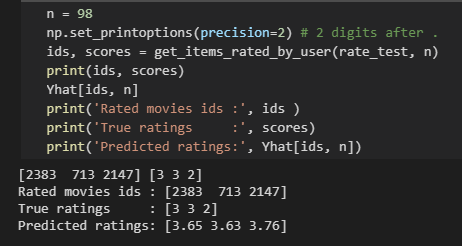 n = 98
np.set_printoptions(precision=2) # 2 digits after .
ids, scores = get_items_rated_by_user(rate_test, n)
print(ids, scores)
Yhat[ids, n]
print('Rated movies ids :', ids )
print('True ratings     :', scores)
print('Predicted ratings:', Yhat[ids, n])
[2383  713 2147] [3 3 2]
Rated movies ids : [2383  713 2147]
True ratings     : [3 3 2]
Predicted ratings: [3.65 3.63 3.76]